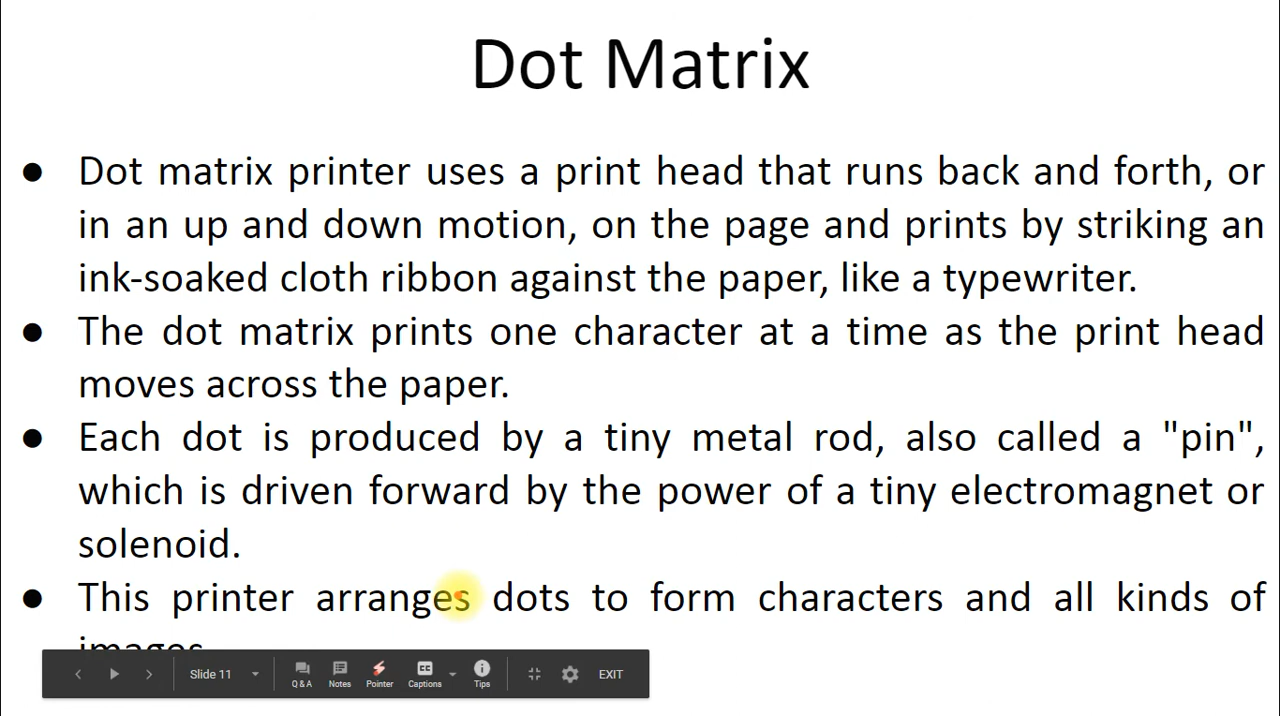 Dot Matrix
● Dot matrix printer uses a print head that runs back and forth, or
in an up and down motion, on the page and prints by striking an
ink-soaked cloth ribbon against the paper, like a typewriter.
● The dot matrix prints one character at a time as the print head
moves across the paper.
● Each dot is produced by a tiny metal rod, also called a "pin",
which is driven forward by the power of a tiny electromagnet or
solenoid.
● This printer arranges dots to form characters and all kinds of
images.
Slide 11
Q & A
Notes
Pointer
CC
Captions
Tips
EXIT